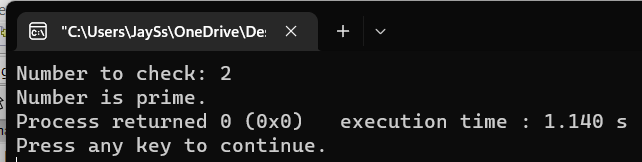 "C:\Users\JaySs\OneDrive\Des
Number to check: 2
Number is prime.
Process returned 0 (0x0)   execution time : 1.140 s
Press any key to continue.